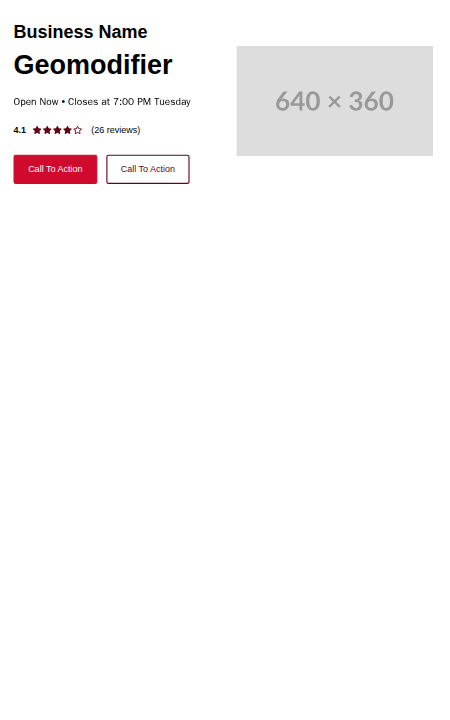 Business Name
Geomodifier
Open Now • Closes at 7:00 PM Tuesday
4.1 (26 reviews)
Call To Action Call To Action
640 × 360